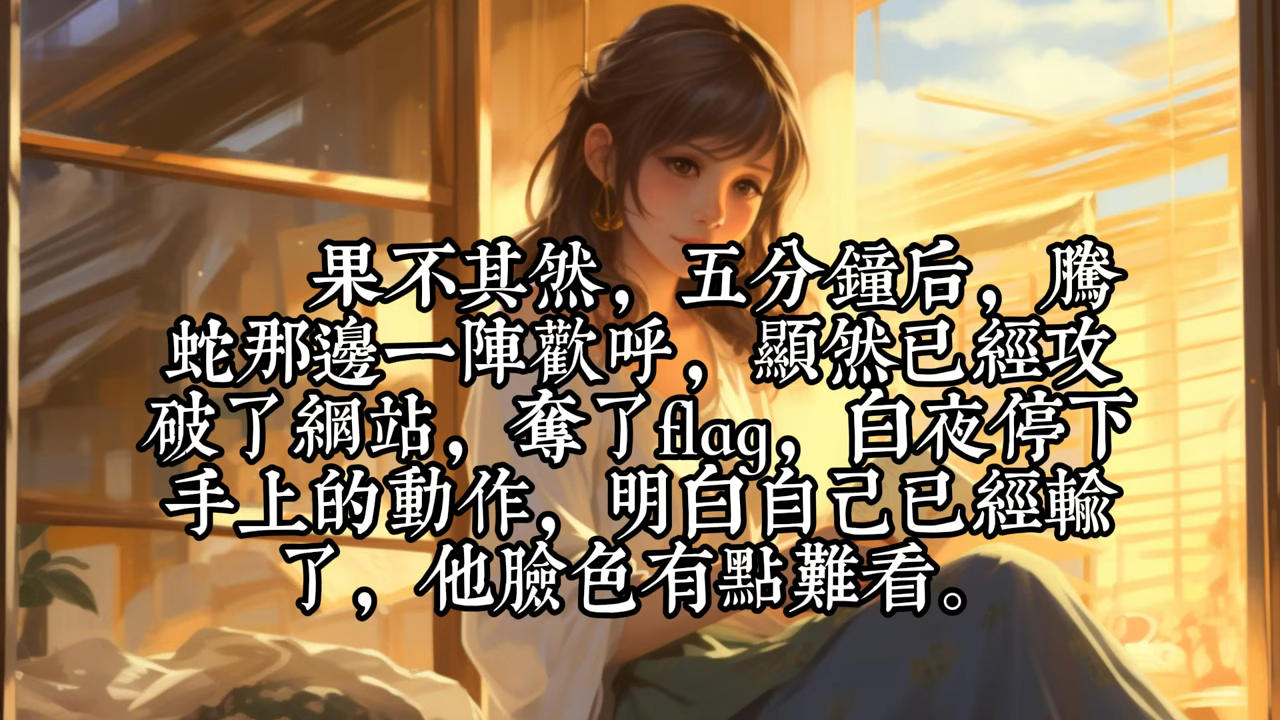 果不其然，五分鐘后，騰
蛇那邊一陣歡呼，顯然已經攻
破了網站，奪了flag，白夜停下
手上的動作，明白自己已經輸
了，他臉色有點難看。